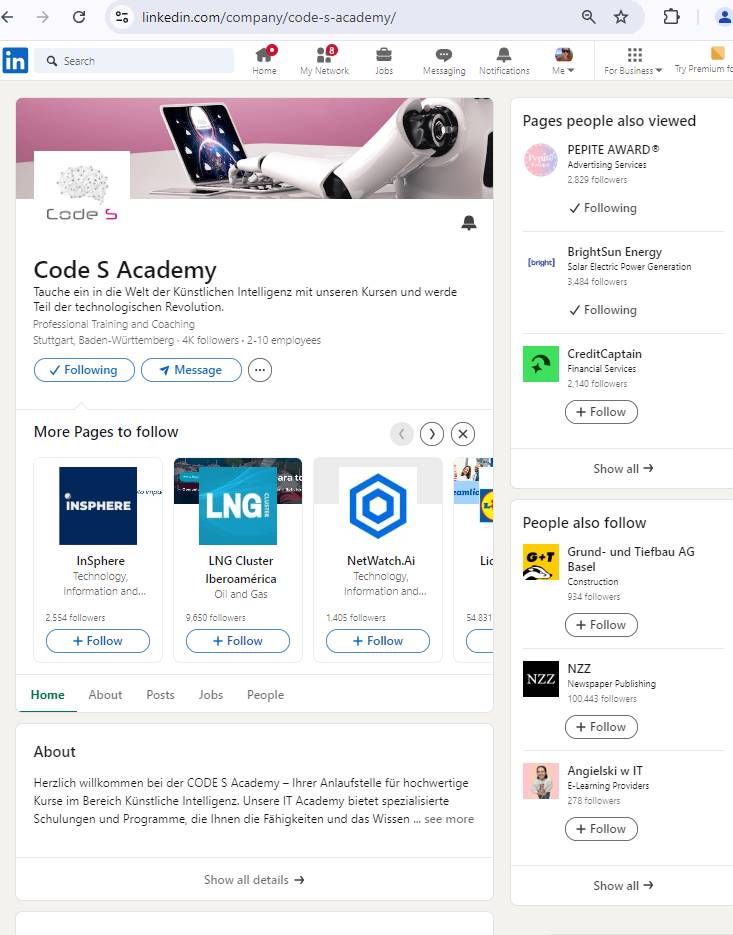 linkedin.com/company/code-s-academy/
in
Search
Home
8
My Network
Jobs
Messaging
Notifications
Me
For Business
Try Premium fo
Code S
Code S Academy
Tauche ein in die Welt der Künstlichen Intelligenz mit unseren Kursen und werde
Teil der technologischen Revolution.
Professional Training and Coaching
Stuttgart, Baden-Württemberg · 4K followers · 2-10 employees
Following
Message
More Pages to follow
INSPHERE
InSphere
Technology,
Information and...
2,554 followers
+ Follow
LNG
CLUSTER
LNG Cluster
Iberoamérica
Oil and Gas
9,650 followers
+ Follow
NetWatch.Ai
Technology,
Information and...
1,405 followers
+ Follow
54,831
Home
About
Posts
Jobs
People
About
Herzlich willkommen bei der CODE S Academy – Ihrer Anlaufstelle für hochwertige
Kurse im Bereich Künstliche Intelligenz. Unsere IT Academy bietet spezialisierte
Schulungen und Programme, die Ihnen die Fähigkeiten und das Wissen ... see more
Show all details →
Pages people also viewed
PEPITE AWARD®
Advertising Services
2,829 followers
Following
[bright]
BrightSun Energy
Solar Electric Power Generation
3,484 followers
Following
CreditCaptain
Financial Services
2,140 followers
+ Follow
Show all →
People also follow
G+T
Grund- und Tiefbau AG
Basel
Construction
934 followers
+ Follow
NZZ
NZZ
Newspaper Publishing
100,443 followers
+ Follow
Angielski w IT
E-Learning Providers
278 followers
+ Follow
Show all →